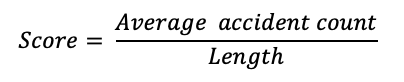 Score = Average accident count / Length